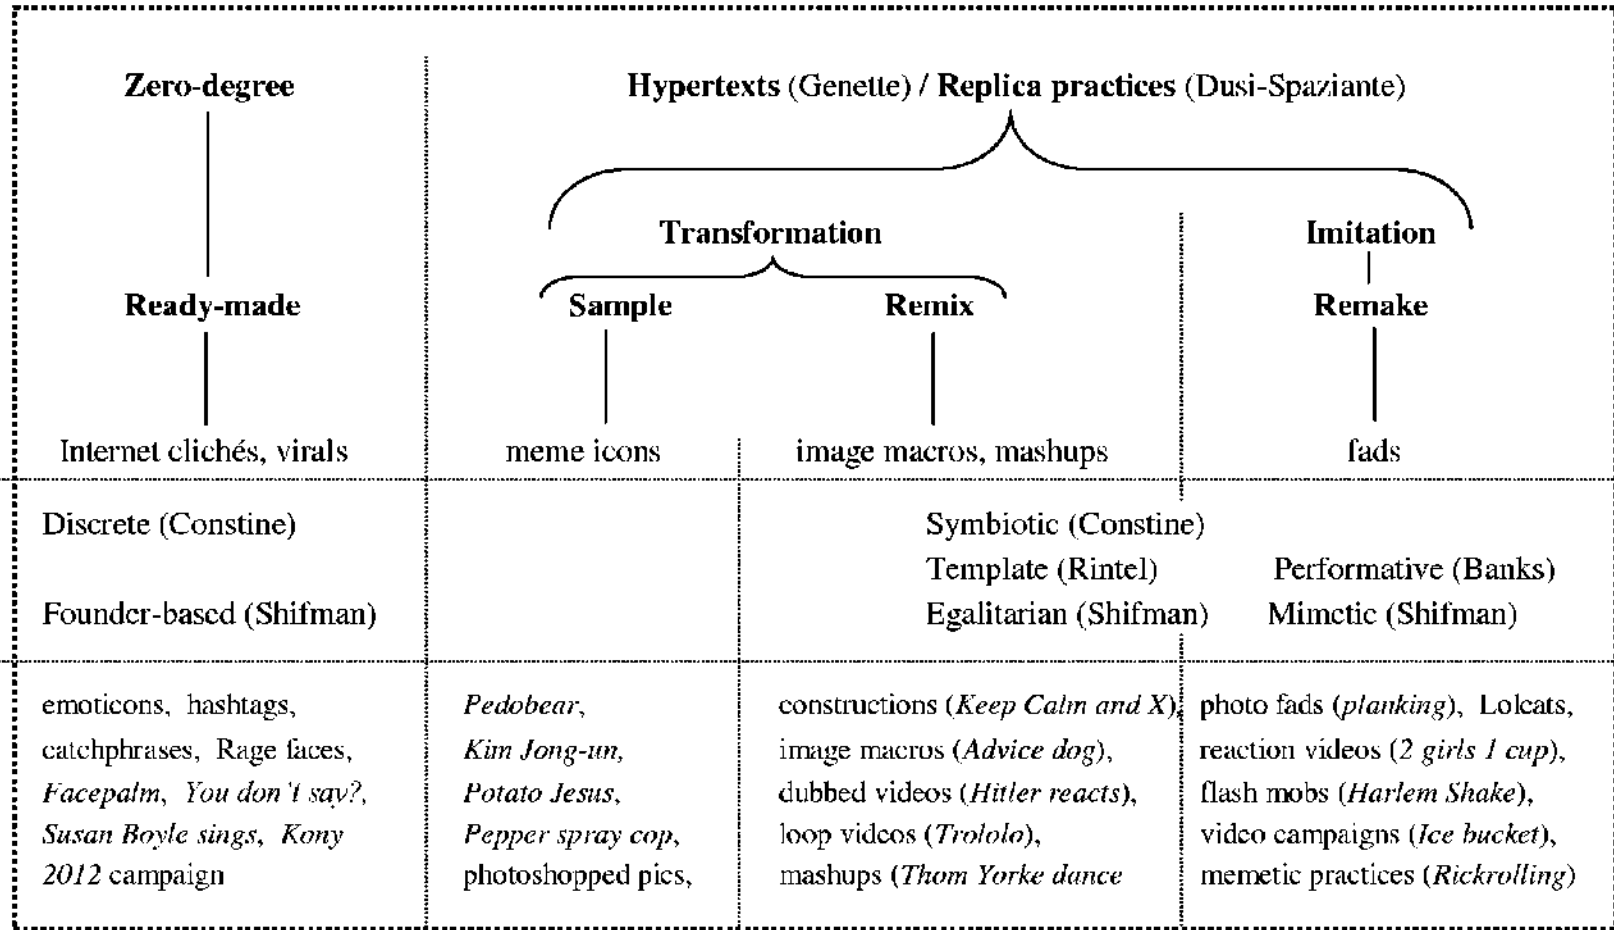 Zero-degree
Hypertexts (Genette) / Replica practices (Dusi-Spaziante)
Transformation
Imitation
Ready-made
Sample
Remix
Remake
Internet clichés, virals
meme icons
image macros, mashups
fads
Discrete (Constine)
Founder-based (Shifman)
Symbiotic (Constine)
Template (Rintel)
Egalitarian (Shifman)
Performative (Banks)
Mimetic (Shifman)
emoticons, hashtags,
catchphrases, Rage faces,
Facepalm, You don't say?,
Susan Boyle sings, Kony
2012 campaign
Pedobear,
Kim Jong-un,
Potato Jesus,
Pepper spray cop,
photoshopped pics,
constructions (Keep Calm and X),
image macros (Advice dog),
dubbed videos (Hitler reacts),
loop videos (Trololo),
mashups (Thom Yorke dance
photo fads (planking), Lolcats,
reaction videos (2 girls 1 cup),
flash mobs (Harlem Shake),
video campaigns (Ice bucket),
memetic practices (Rickrolling)